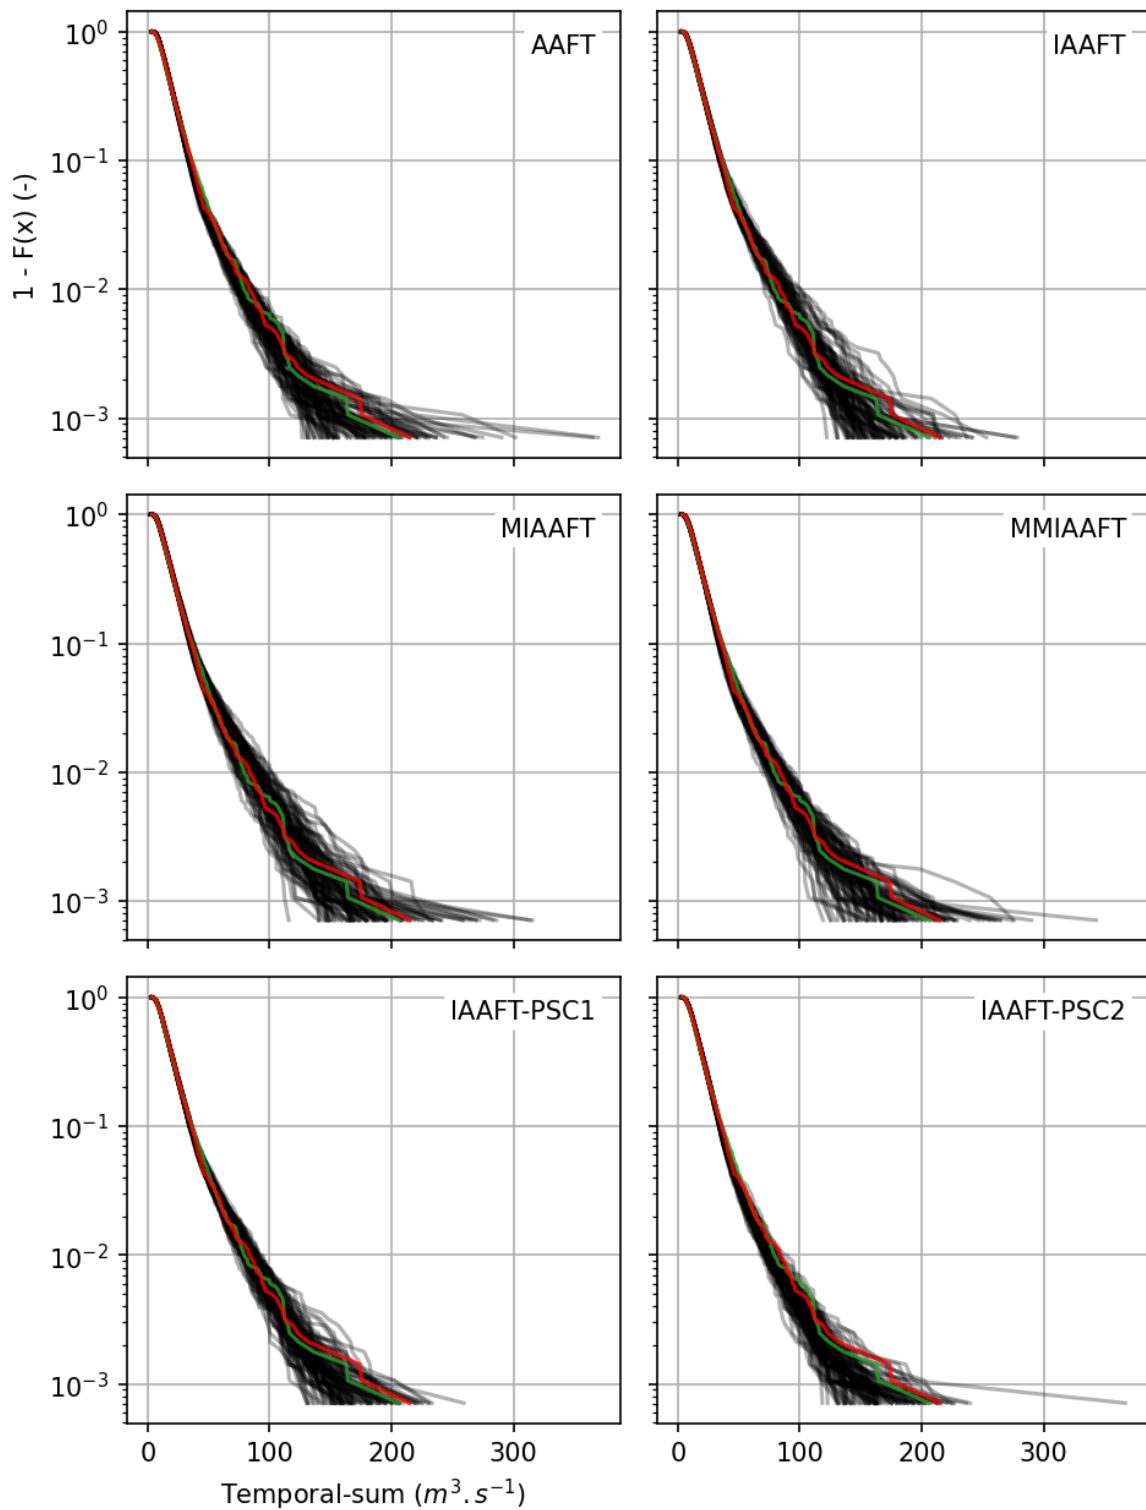 AAFT
IAAFT
10⁰
10⁻¹
10⁻²
10⁻³
1 - F(x) (-)
MIAAFT
MMIAAFT
10⁰
10⁻¹
10⁻²
10⁻³
IAAFT-PSC1
IAAFT-PSC2
10⁰
10⁻¹
10⁻²
10⁻³
0 100 200 300
0 100 200 300
Temporal-sum (m³.s⁻¹)